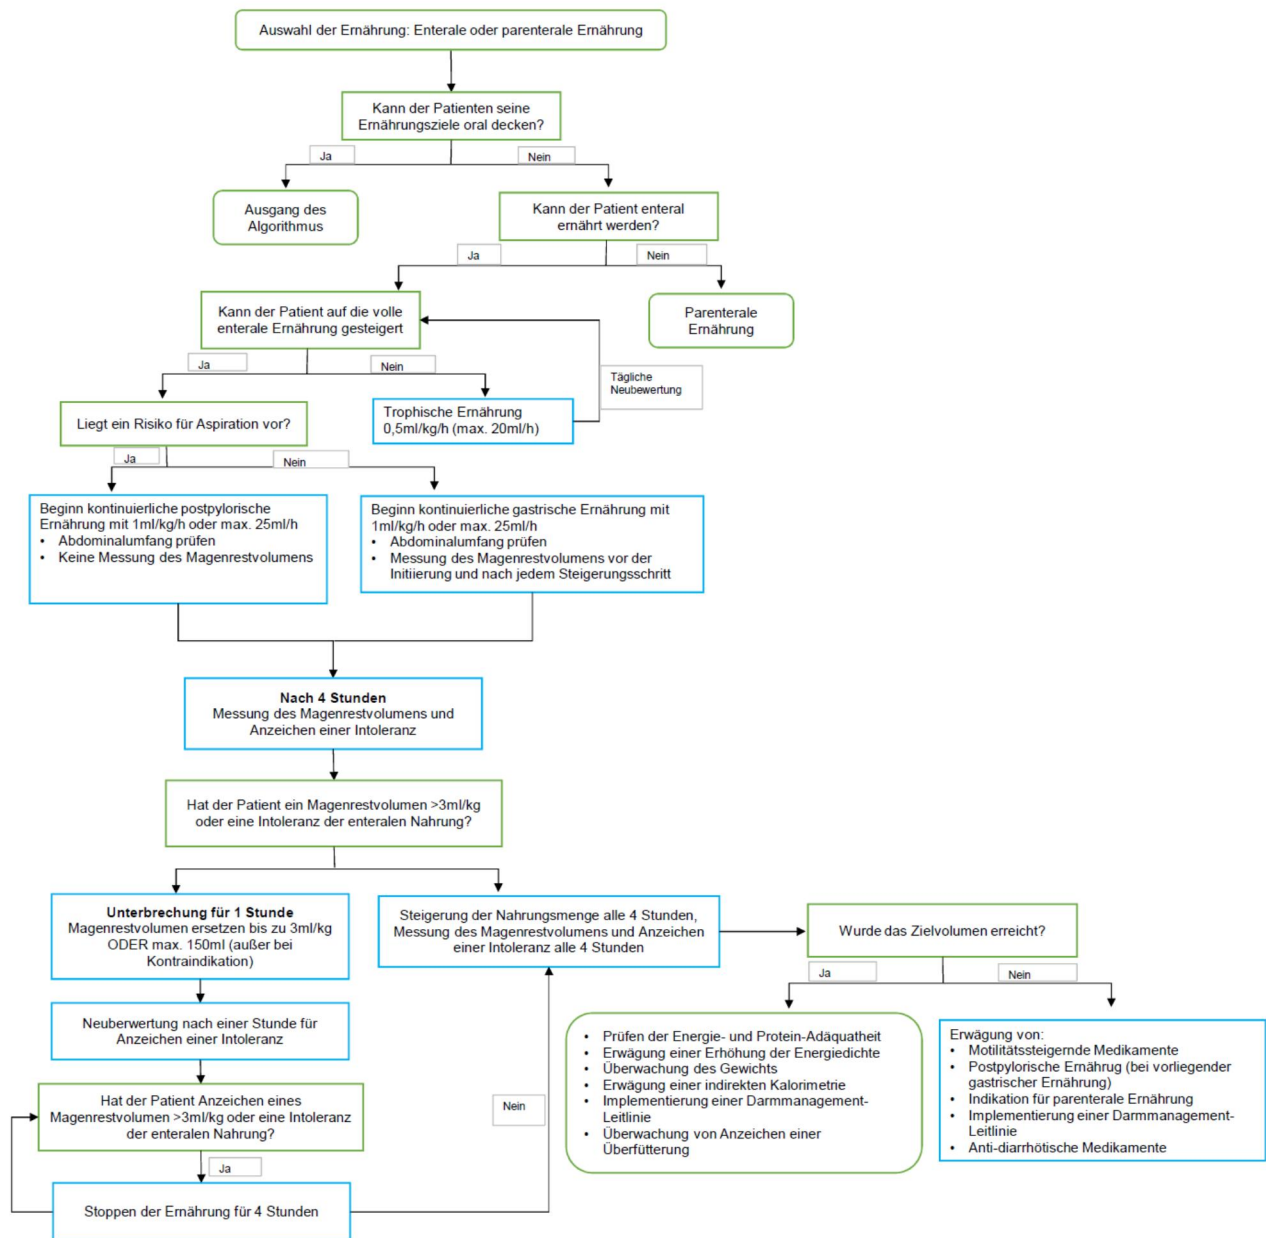 Auswahl der Ernährung: Enterale oder parenterale Ernährung
Kann der Patienten seine
Ernährungsziele oral decken?
Ja
Nein
Ausgang des
Algorithmus
Kann der Patient enteral
ernährt werden?
Ja
Nein
Kann der Patient auf die volle
enterale Ernährung gesteigert
Parenterale
Ernährung
Ja
Nein
Tägliche
Neubewertung
Liegt ein Risiko für Aspiration vor?
Trophische Ernährung
0,5ml/kg/h (max. 20ml/h)
Ja
Nein
Beginn kontinuierliche postpylorische
Ernährung mit 1ml/kg/h oder max. 25ml/h
• Abdominalumfang prüfen
• Keine Messung des Magenrestvolumens
Beginn kontinuierliche gastrische Ernährung mit
1ml/kg/h oder max. 25ml/h
• Abdominalumfang prüfen
• Messung des Magenrestvolumens vor der
Initiierung und nach jedem Steigerungsschritt
Nach 4 Stunden
Messung des Magenrestvolumens und
Anzeichen einer Intoleranz
Hat der Patient ein Magenrestvolumen >3ml/kg
oder eine Intoleranz der enteralen Nahrung?
Unterbrechung für 1 Stunde
Magenrestvolumen ersetzen bis zu 3ml/kg
ODER max. 150ml (außer bei
Kontraindikation)
Steigerung der Nahrungsmenge alle 4 Stunden,
Messung des Magenrestvolumens und Anzeichen
einer Intoleranz alle 4 Stunden
Wurde das Zielvolumen erreicht?
Ja
Nein
Neuberwertung nach einer Stunde für
Anzeichen einer Intoleranz
• Prüfen der Energie- und Protein-Adäquatheit
• Erwägung einer Erhöhung der Energiedichte
• Überwachung des Gewichts
• Erwägung einer indirekten Kalorimetrie
• Implementierung einer Darmmanagement-
Leitlinie
• Überwachung von Anzeichen einer
Überfütterung
Erwägung von:
• Motilitätssteigernde Medikamente
• Postpylorische Ernährug (bei vorliegender
gastrischer Ernährung)
• Indikation für parenterale Ernährung
• Implementierung einer Darmmanagement-
Leitlinie
• Anti-diarrhötische Medikamente
Hat der Patient Anzeichen eines
Magenrestvolumen >3ml/kg oder eine Intoleranz
der enteralen Nahrung?
Nein
Ja
Stoppen der Ernährung für 4 Stunden